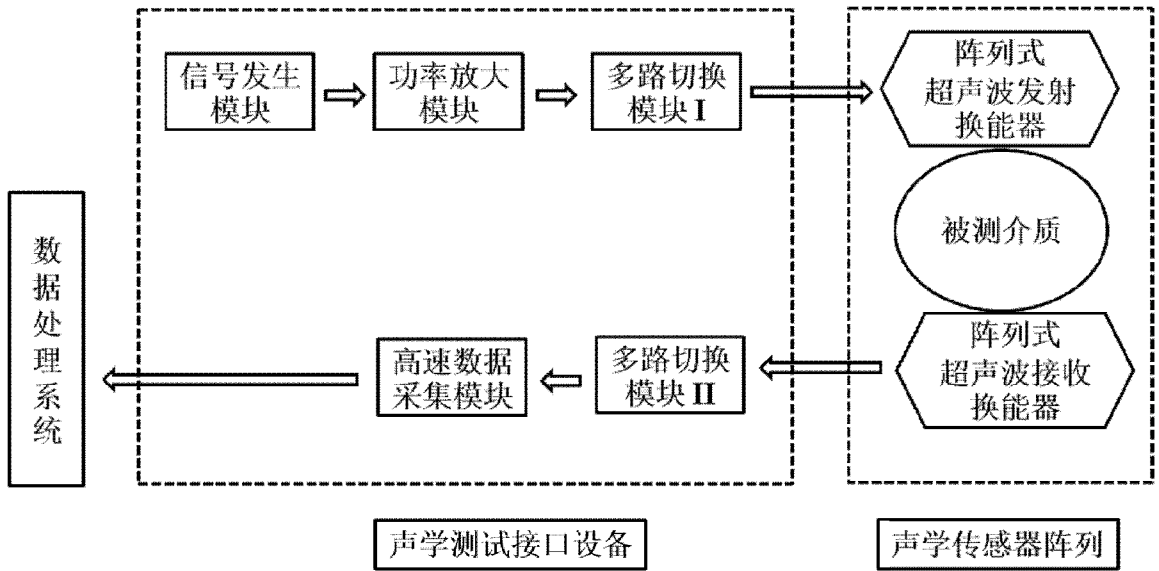 信号发生
模块
功率放大
模块
多路切换
模块 I
阵列式
超声波发射
换能器
被测介质
数据处理系统
高速数据
采集模块
多路切换
模块 II
阵列式
超声波接收
换能器
声学测试接口设备
声学传感器阵列